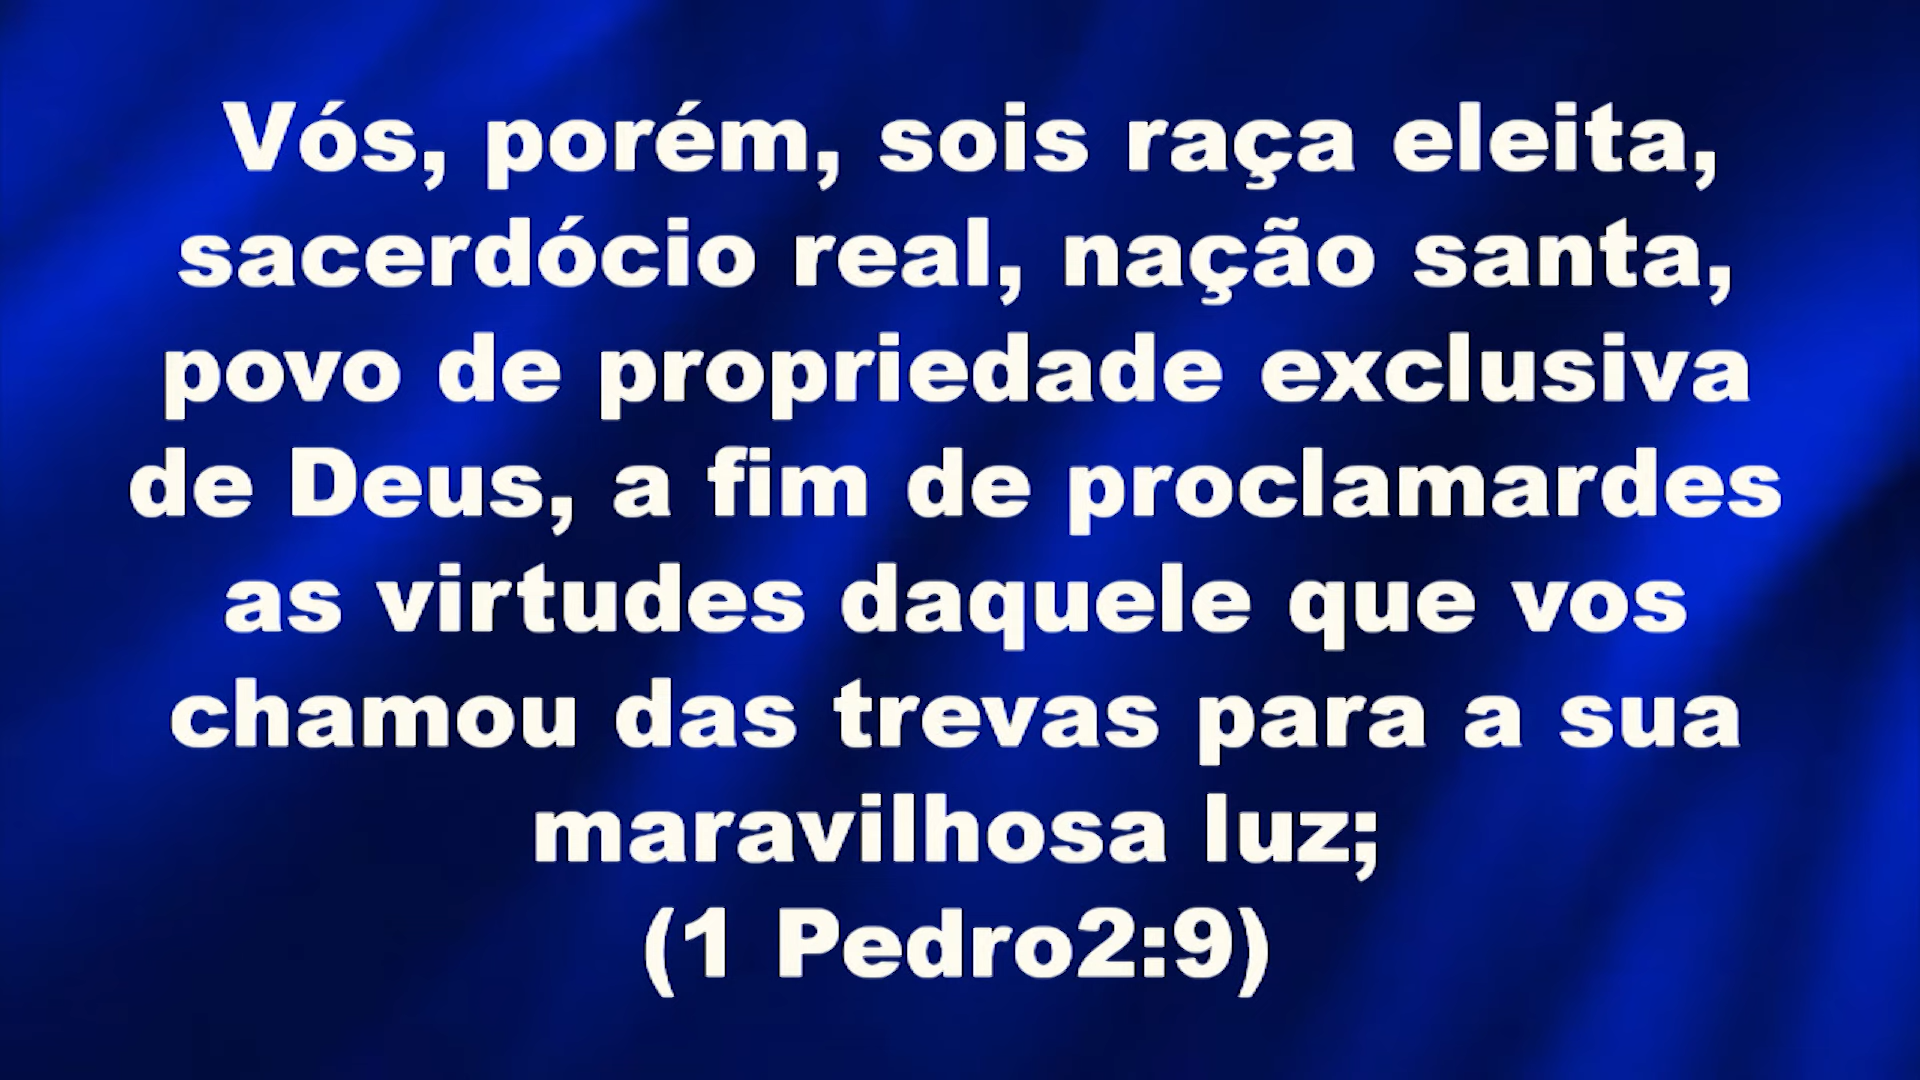 Vós, porém, sois raça eleita,
sacerdócio real, nação santa,
povo de propriedade exclusiva
de Deus, a fim de proclamardes
as virtudes daquele que vos
chamou das trevas para a sua
maravilhosa luz;
(1 Pedro2:9)